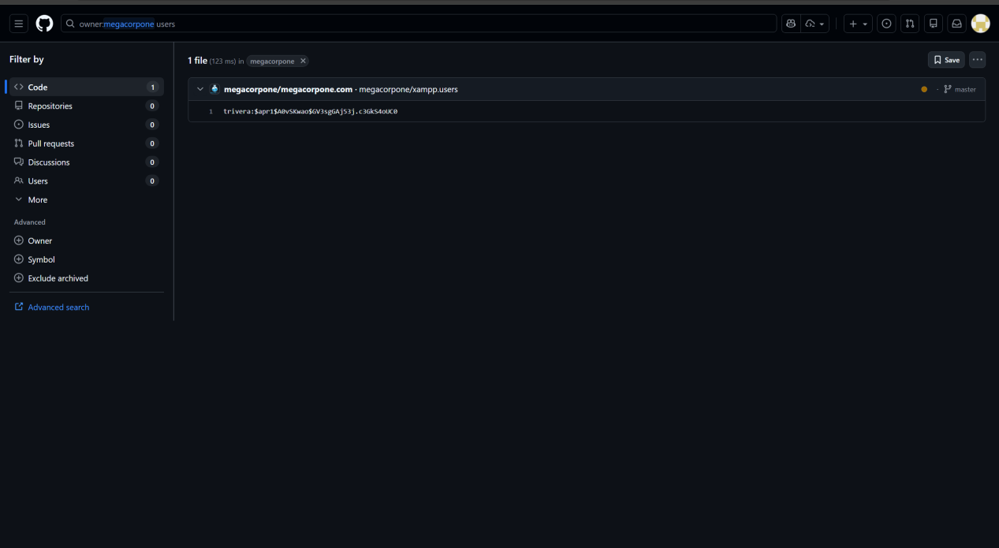 owner:megacorpone users
Filter by
Code 1
Repositories 0
Issues 0
Pull requests 0
Discussions 0
Users 0
More
Advanced
Owner
Symbol
Exclude archived
Advanced search
1 file (123 ms) in megacorpone
Save
megacorpone/megacorpone.com · megacorpone/xampp.users
- master
1 trivera:$apr1$A0vSKwao$GV3sgGAj53j.c3GkS4oUC0